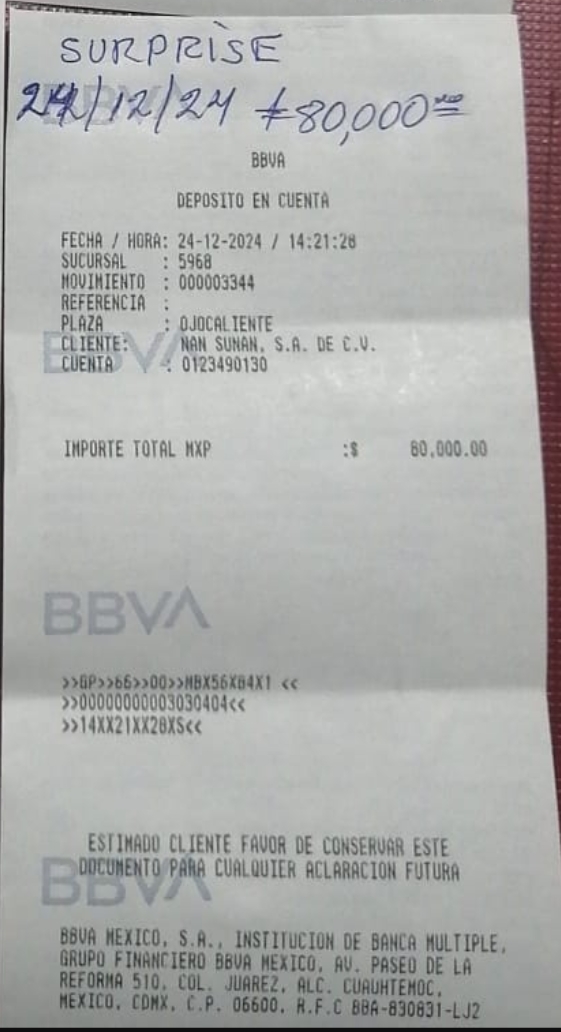 SURPRISE
24/12/24 $80,000
BBVA
DEPOSITO EN CUENTA
FECHA / HORA: 24-12-2024 / 14:21:28
SUCURSAL : 5968
MOVIMIENTO : 000003344
REFERENCIA :
PLAZA : OJOCALIENTE
CLIENTE: NAN SUNAN, S.A. DE C.V.
CUENTA : 0123490130
BBVA
IMPORTE TOTAL MXP :$ 80,000.00
BBVA
>>GP>>66>>00>>MBX56XB4X1 <<
>>00000000003030404<<
>>14XX21XX28XS<<
ESTIMADO CLIENTE FAVOR DE CONSERVAR ESTE
DOCUMENTO PARA CUALQUIER ACLARACION FUTURA
BBVA
BBVA MEXICO, S.A., INSTITUCION DE BANCA MULTIPLE,
GRUPO FINANCIERO BBVA MEXICO, AV. PASEO DE LA
REFORMA 510, COL. JUAREZ, ALC. CUAUHTEMOC,
MEXICO, CDMX, C.P. 06600, R.F.C BBA-830831-LJ2